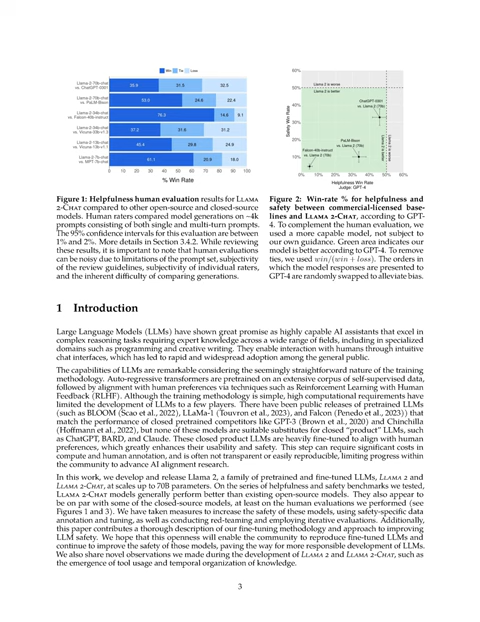 Win Tie Loss
Llama-2-70b-chat
vs. ChatGPT-0301
35.9 31.5 32.5
Llama-2-70b-chat
vs. PaLM-Bison
53.0 24.6 22.4
Llama-2-34b-chat
vs. Falcon-40b-instruct
76.3 14.6 9.1
Llama-2-34b-chat
vs. Vicuna-33b-v1.3
37.2 31.6 31.2
Llama-2-13b-chat
vs. Vicuna-13b-v1.1
45.4 29.8 24.9
Llama-2-7b-chat
vs. MPT-7b-chat
61.1 20.9 18.0
0 10 20 30 40 50 60 70 80 90 100
% Win Rate
60%
50%
40%
30%
20%
10%
Safety Win Rate
Llama 2 is worse
Llama 2 is better
ChatGPT-0301
vs. Llama 2 (70b)
PaLM-Bison
vs. Llama 2 (70b)
Falcon-40b-instruct
vs. Llama 2 (70b)
Llama 2 is better
Llama 2 is worse
0% 10% 20% 30% 40% 50% 60%
Helpfulness Win Rate
Judge: GPT-4
Figure 1: Helpfulness human evaluation results for Llama
2-Chat compared to other open-source and closed-source
models. Human raters compared model generations on ~4k
prompts consisting of both single and multi-turn prompts.
The 95% confidence intervals for this evaluation are between
1% and 2%. More details in Section 3.4.2. While reviewing
these results, it is important to note that human evaluations
can be noisy due to limitations of the prompt set, subjectivity
of the review guidelines, subjectivity of individual raters,
and the inherent difficulty of comparing generations.
Figure 2: Win-rate % for helpfulness and
safety between commercial-licensed base-
lines and Llama 2-Chat, according to GPT-
4. To complement the human evaluation, we
used a more capable model, not subject to
our own guidance. Green area indicates our
model is better according to GPT-4. To remove
ties, we used win/(win + loss). The orders in
which the model responses are presented to
GPT-4 are randomly swapped to alleviate bias.
1 Introduction
Large Language Models (LLMs) have shown great promise as highly capable AI assistants that excel in
complex reasoning tasks requiring expert knowledge across a wide range of fields, including in specialized
domains such as programming and creative writing. They enable interaction with humans through intuitive
chat interfaces, which has led to rapid and widespread adoption among the general public.
The capabilities of LLMs are remarkable considering the seemingly straightforward nature of the training
methodology. Auto-regressive transformers are pretrained on an extensive corpus of self-supervised data,
followed by alignment with human preferences via techniques such as Reinforcement Learning with Human
Feedback (RLHF). Although the training methodology is simple, high computational requirements have
limited the development of LLMs to a few players. There have been public releases of pretrained LLMs
(such as BLOOM (Scao et al., 2022), LLaMa-1 (Touvron et al., 2023), and Falcon (Penedo et al., 2023)) that
match the performance of closed pretrained competitors like GPT-3 (Brown et al., 2020) and Chinchilla
(Hoffmann et al., 2022), but none of these models are suitable substitutes for closed "product" LLMs, such
as ChatGPT, BARD, and Claude. These closed product LLMs are heavily fine-tuned to align with human
preferences, which greatly enhances their usability and safety. This step can require significant costs in
compute and human annotation, and is often not transparent or easily reproducible, limiting progress within
the community to advance AI alignment research.
In this work, we develop and release Llama 2, a family of pretrained and fine-tuned LLMs, Llama 2 and
Llama 2-Chat, at scales up to 70B parameters. On the series of helpfulness and safety benchmarks we tested,
Llama 2-Chat models generally perform better than existing open-source models. They also appear to
be on par with some of the closed-source models, at least on the human evaluations we performed (see
Figures 1 and 3). We have taken measures to increase the safety of these models, using safety-specific data
annotation and tuning, as well as conducting red-teaming and employing iterative evaluations. Additionally,
this paper contributes a thorough description of our fine-tuning methodology and approach to improving
LLM safety. We hope that this openness will enable the community to reproduce fine-tuned LLMs and
continue to improve the safety of those models, paving the way for more responsible development of LLMs.
We also share novel observations we made during the development of Llama 2 and Llama 2-Chat, such as
the emergence of tool usage and temporal organization of knowledge.
3